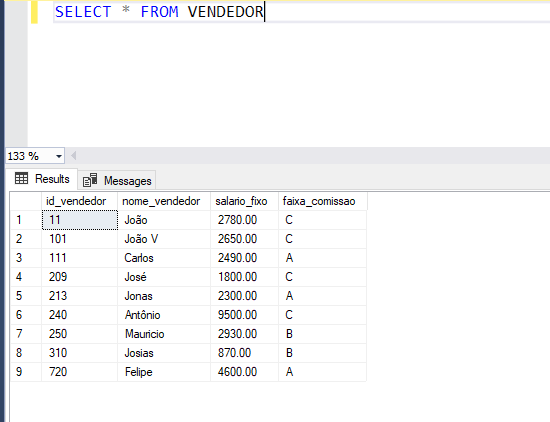 SELECT * FROM VENDEDOR
133 %
Results Messages
id_vendedor nome_vendedor salario_fixo faixa_comissao
1 11 João 2780.00 C
2 101 João V 2650.00 C
3 111 Carlos 2490.00 A
4 209 José 1800.00 C
5 213 Jonas 2300.00 A
6 240 Antônio 9500.00 C
7 250 Mauricio 2930.00 B
8 310 Josias 870.00 B
9 720 Felipe 4600.00 A